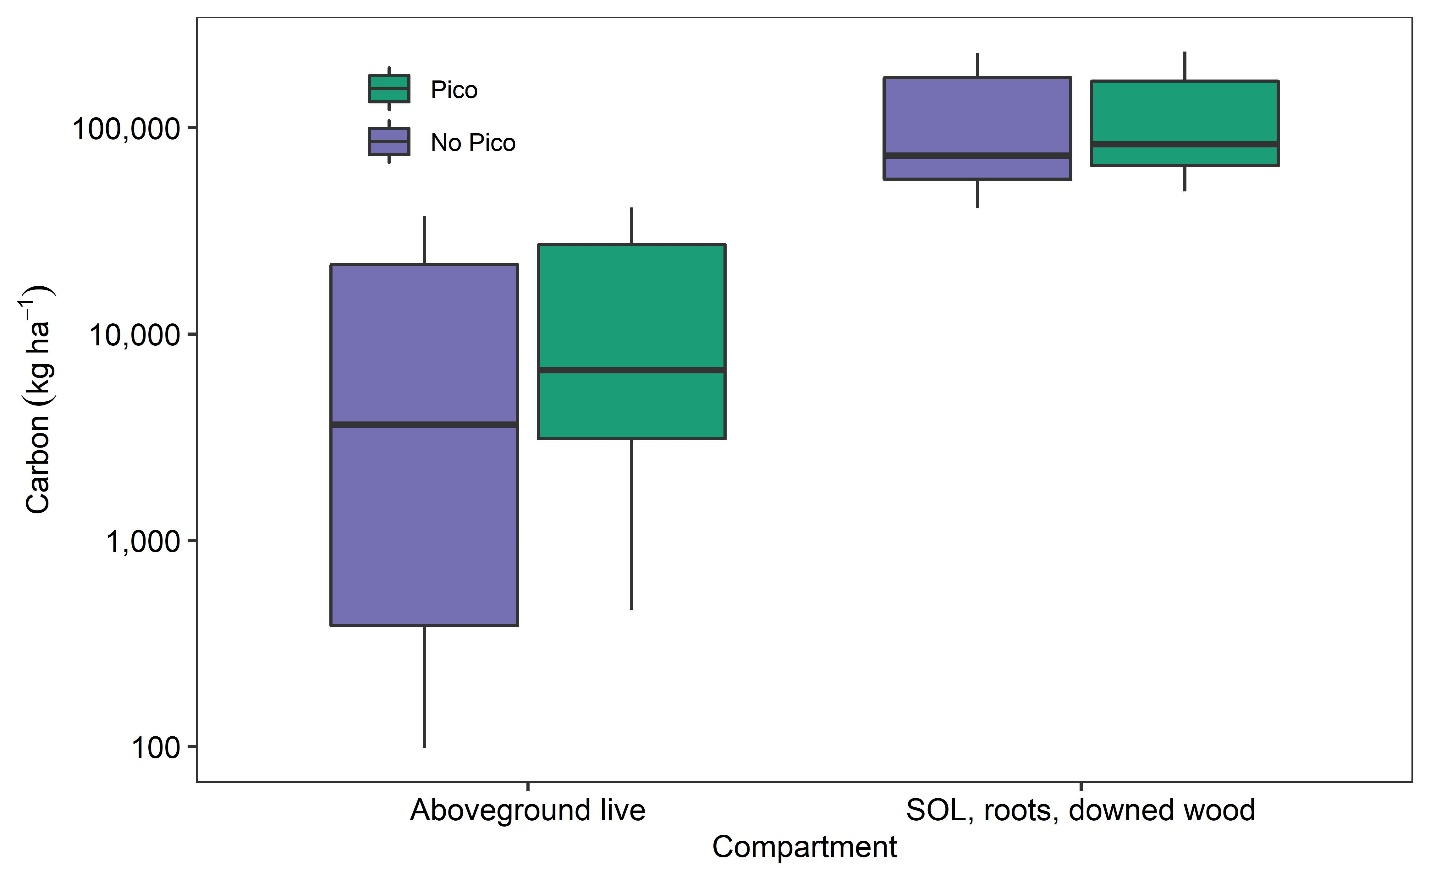 Pico
No Pico
100,000
10,000
1,000
100
Carbon (kg ha⁻¹)
Aboveground live
SOL, roots, downed wood
Compartment